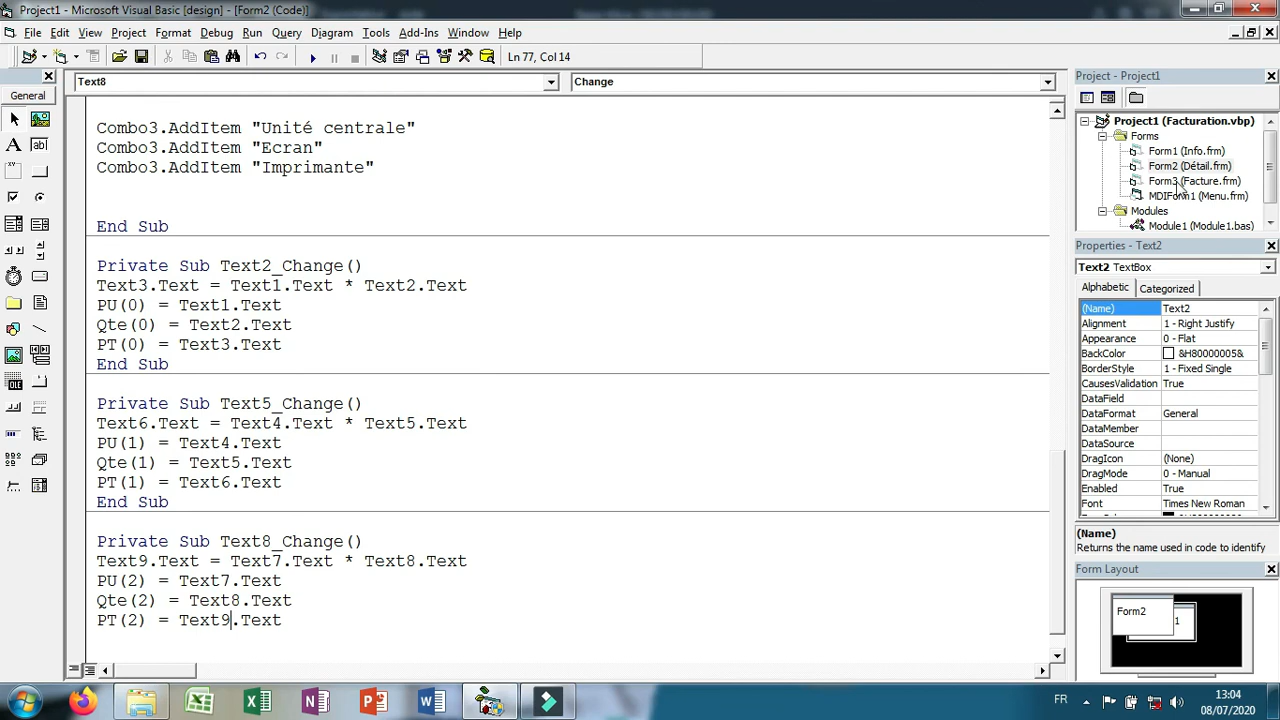 Project1 - Microsoft Visual Basic [design] - [Form2 (Code)]
File Edit View Project Format Debug Run Query Diagram Tools Add-Ins Window Help
Ln 77, Col 14
General
Text8
Change
Combo3.AddItem "Unité centrale"
Combo3.AddItem "Ecran"
Combo3.AddItem "Imprimante"
End Sub
Private Sub Text2_Change()
Text3.Text = Text1.Text * Text2.Text
PU(0) = Text1.Text
Qte(0) = Text2.Text
PT(0) = Text3.Text
End Sub
Private Sub Text5_Change()
Text6.Text = Text4.Text * Text5.Text
PU(1) = Text4.Text
Qte(1) = Text5.Text
PT(1) = Text6.Text
End Sub
Private Sub Text8_Change()
Text9.Text = Text7.Text * Text8.Text
PU(2) = Text7.Text
Qte(2) = Text8.Text
PT(2) = Text9.Text
Project - Project1
Project1 (Facturation.vbp)
Forms
Form1 (Info.frm)
Form2 (Détail.frm)
Form3 (Facture.frm)
MDIForm1 (Menu.frm)
Modules
Module1 (Module1.bas)
Properties - Text2
Text2 TextBox
Alphabetic Categorized
(Name) Text2
Alignment 1 - Right Justify
Appearance 0 - Flat
BackColor &H80000005&
BorderStyle 1 - Fixed Single
CausesValidation True
DataField
DataFormat General
DataMember
DataSource
DragIcon (None)
DragMode 0 - Manual
Enabled True
Font Times New Roman
(Name)
Returns the name used in code to identify
Form Layout
Form2
1
FR
13:04
08/07/2020